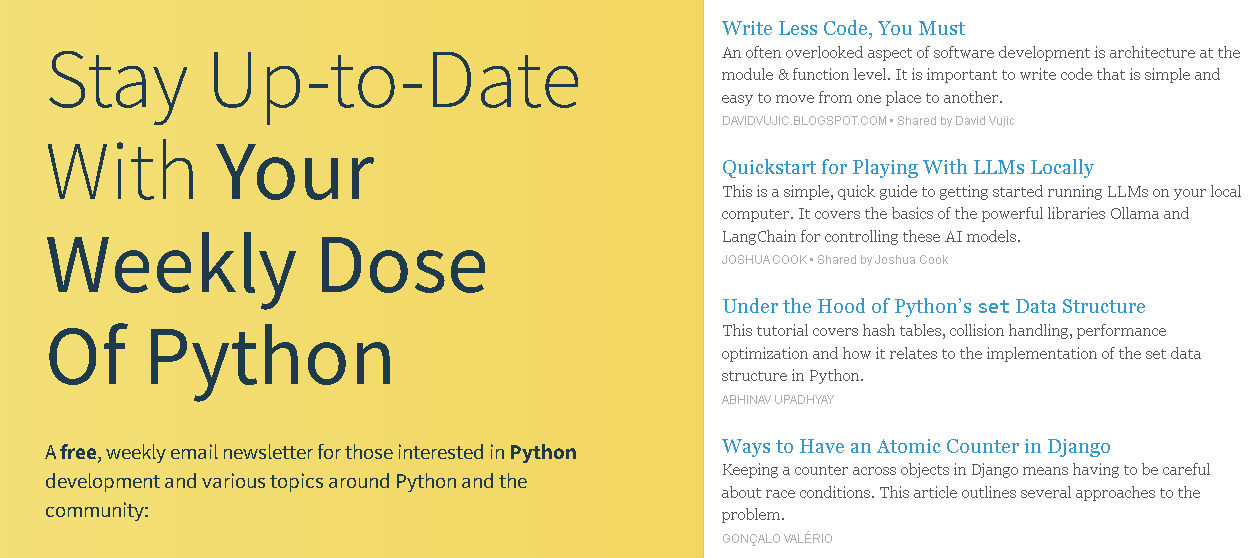 Stay Up-to-Date
With Your
Weekly Dose
Of Python
A free, weekly email newsletter for those interested in Python
development and various topics around Python and the
community:
Write Less Code, You Must
An often overlooked aspect of software development is architecture at the
module & function level. It is important to write code that is simple and
easy to move from one place to another.
DAVIDVUJIC.BLOGSPOT.COM • Shared by David Vujic
Quickstart for Playing With LLMs Locally
This is a simple, quick guide to getting started running LLMs on your local
computer. It covers the basics of the powerful libraries Ollama and
LangChain for controlling these AI models.
JOSHUA COOK • Shared by Joshua Cook
Under the Hood of Python’s set Data Structure
This tutorial covers hash tables, collision handling, performance
optimization and how it relates to the implementation of the set data
structure in Python.
ABHINAV UPADHYAY
Ways to Have an Atomic Counter in Django
Keeping a counter across objects in Django means having to be careful
about race conditions. This article outlines several approaches to the
problem.
GONÇALO VALÉRIO